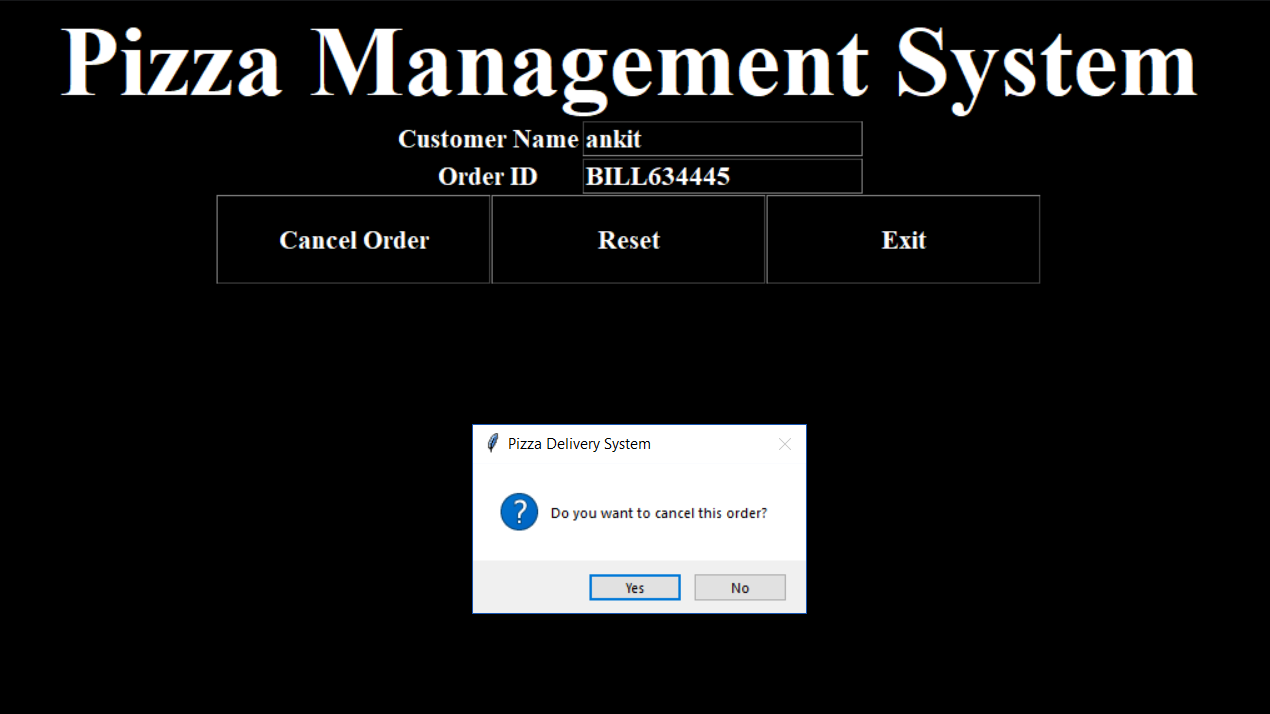 Pizza Management System
Customer Name ankit
Order ID BILL634445
Cancel Order Reset Exit
Pizza Delivery System
? Do you want to cancel this order?
Yes No